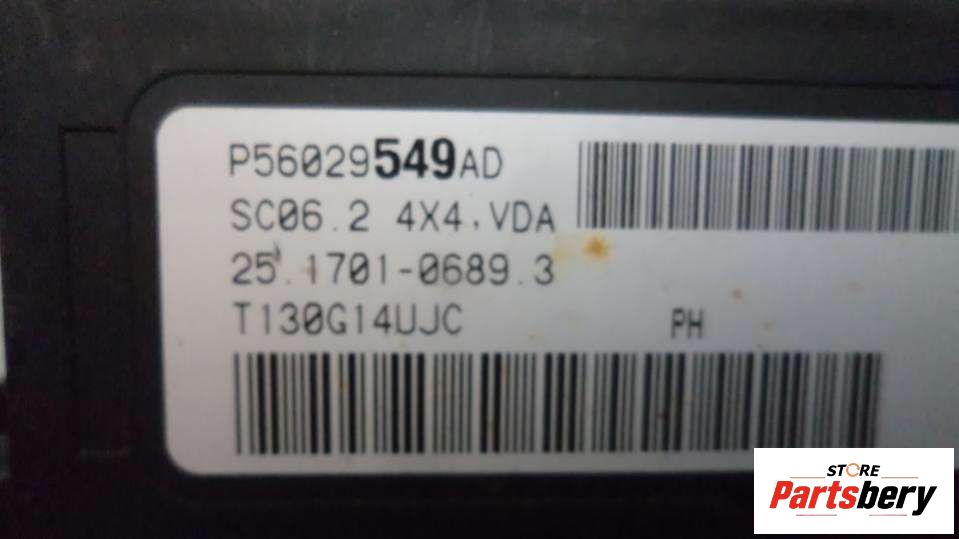 P56029549AD
SC06.2 4X4,VDA
25.1701-0689.3
T130G14UJC PH
STORE
Partsbery